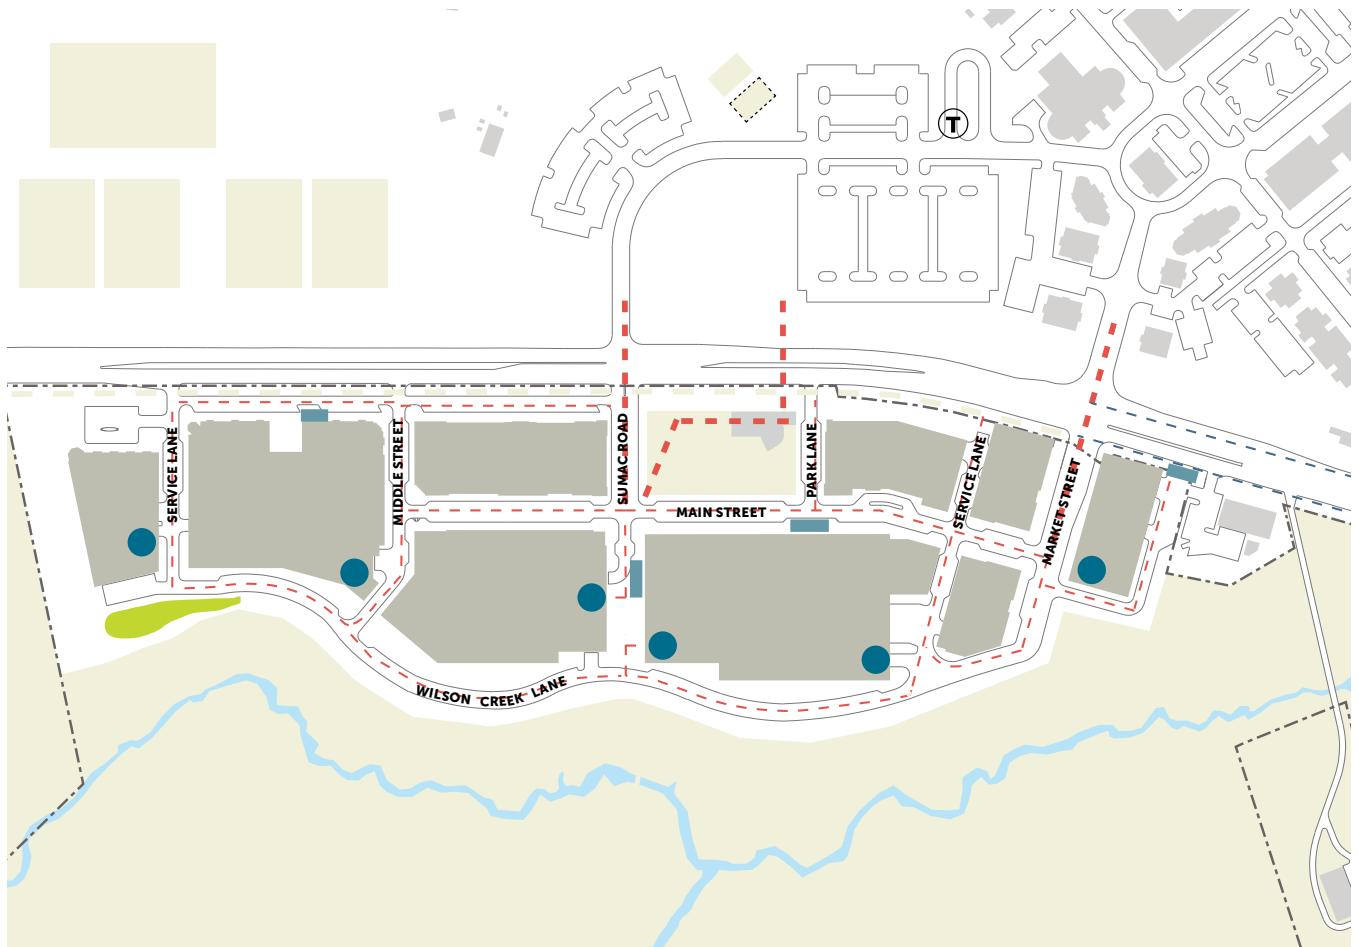 T
SERVICE LANE
MIDDLE STREET
SUMAC ROAD
PARK LANE
SERVICE LANE
MARKET STREET
MAIN STREET
WILSON CREEK LANE